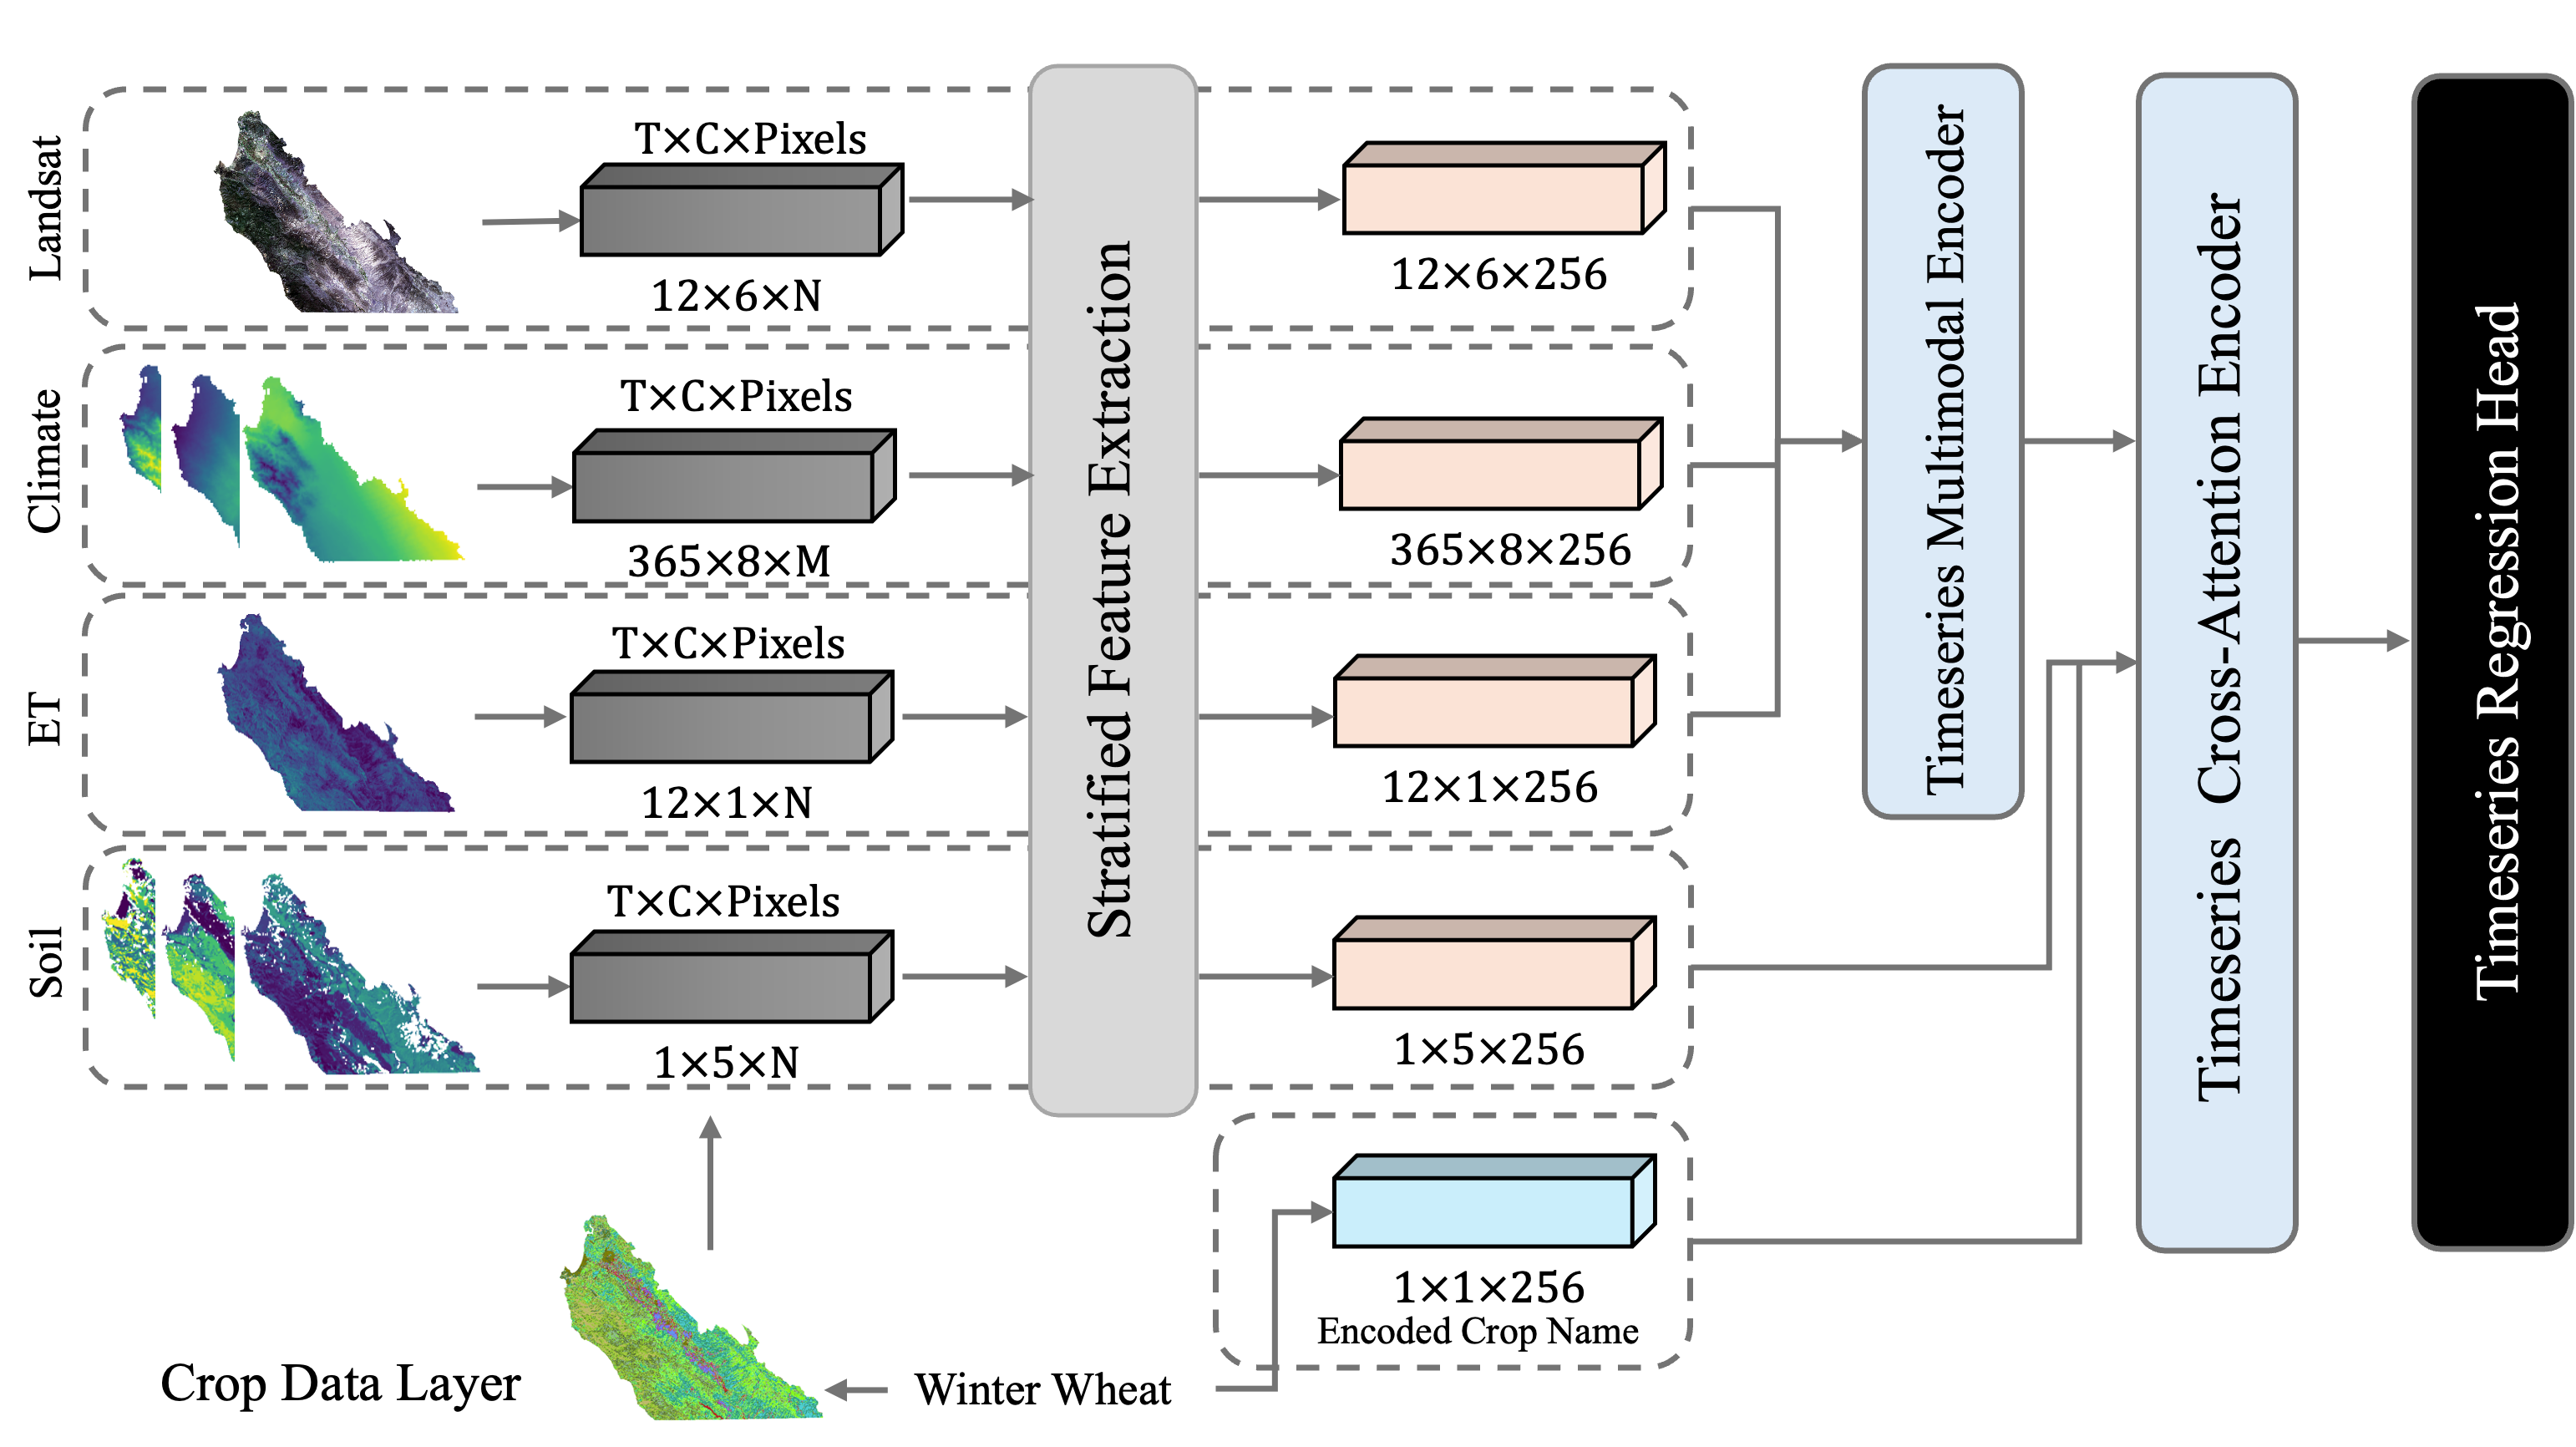 Landsat
T×C×Pixels
12×6×N
12×6×256
Climate
T×C×Pixels
365×8×M
365×8×256
ET
T×C×Pixels
12×1×N
12×1×256
Soil
T×C×Pixels
1×5×N
1×5×256
Stratified Feature Extraction
Timeseries Multimodal Encoder
Timeseries Cross-Attention Encoder
Timeseries Regression Head
1×1×256
Encoded Crop Name
Crop Data Layer
Winter Wheat